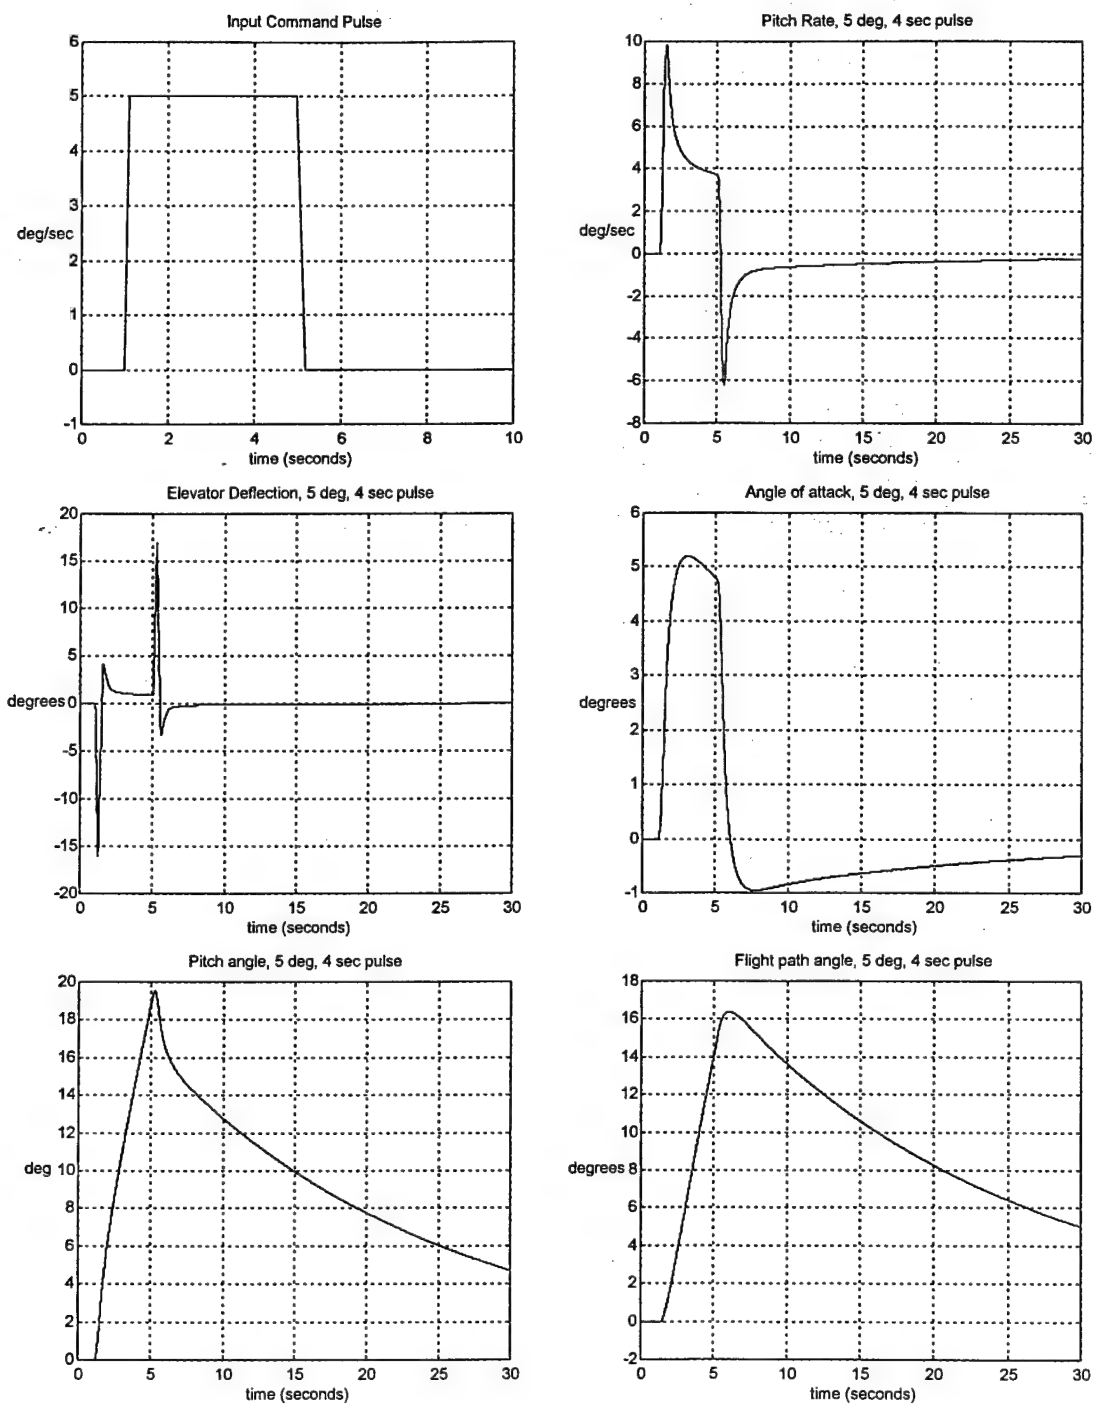 Input Command Pulse
6
5
4
3
deg/sec
2
1
0
-1
0 2 4 6 8 10
time (seconds)
Pitch Rate, 5 deg, 4 sec pulse
10
8
6
4
2
deg/sec
0
-2
-4
-6
-8
0 5 10 15 20 25 30
time (seconds)
Elevator Deflection, 5 deg, 4 sec pulse
20
15
10
5
degrees 0
-5
-10
-15
-20
0 5 10 15 20 25 30
time (seconds)
Angle of attack, 5 deg, 4 sec pulse
6
5
4
3
degrees
2
1
0
-1
0 5 10 15 20 25 30
time (seconds)
Pitch angle, 5 deg, 4 sec pulse
20
18
16
14
12
deg 10
8
6
4
2
0
0 5 10 15 20 25 30
time (seconds)
Flight path angle, 5 deg, 4 sec pulse
18
16
14
12
10
degrees 8
6
4
2
0
-2
0 5 10 15 20 25 30
time (seconds)